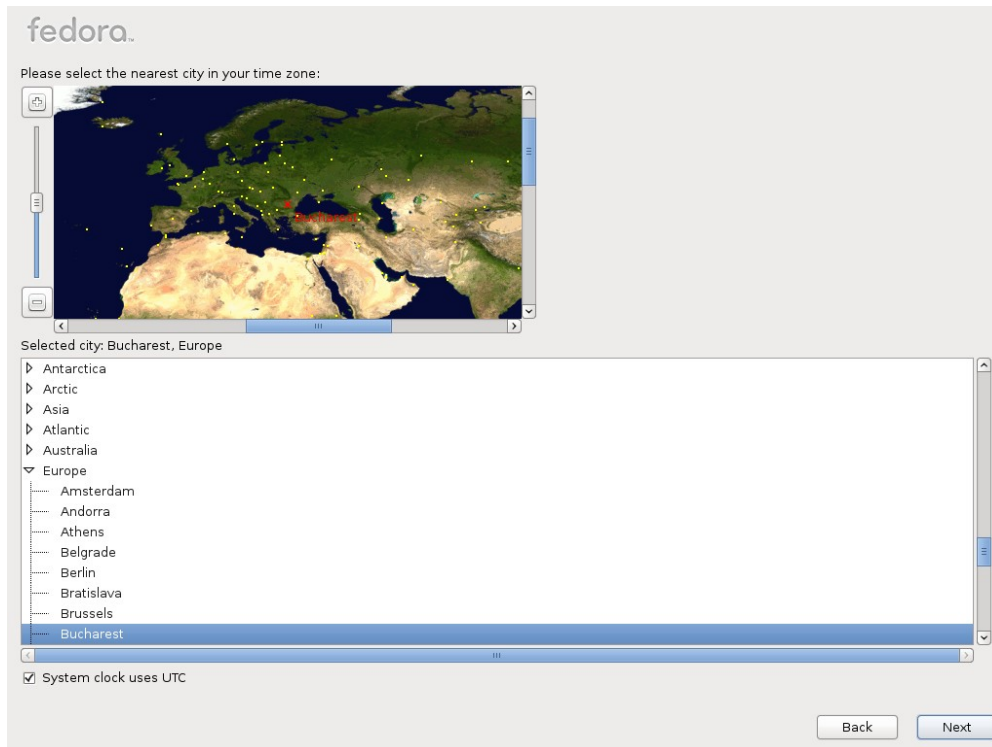 fedora™
Please select the nearest city in your time zone:
Bucharest
Selected city: Bucharest, Europe
Antarctica
Arctic
Asia
Atlantic
Australia
Europe
Amsterdam
Andorra
Athens
Belgrade
Berlin
Bratislava
Brussels
Bucharest
System clock uses UTC
Back Next